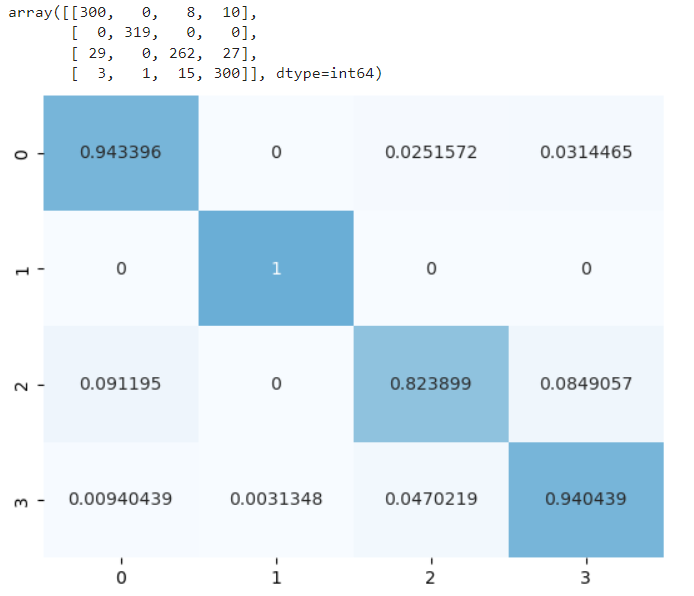 array([[300, 0, 8, 10],
[ 0, 319, 0, 0],
[ 29, 0, 262, 27],
[ 3, 1, 15, 300]], dtype=int64)
0 0.943396 0 0.0251572 0.0314465
1 0 1 0 0
2 0.091195 0 0.823899 0.0849057
3 0.00940439 0.0031348 0.0470219 0.940439
0 1 2 3